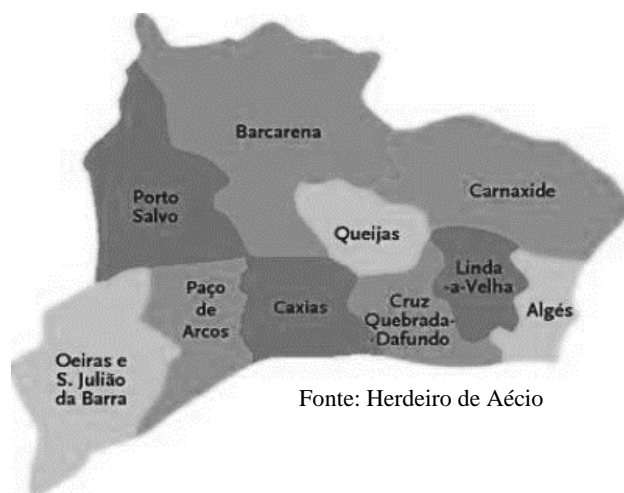 Barcarena
Carnaxide
Porto
Salvo
Queijas
Linda
-a-Velha
Paço
de
Arcos
Caxias
Cruz
Quebrada-
Dafundo
Algés
Oeiras e
S. Julião
da Barra
Fonte: Herdeiro de Aécio